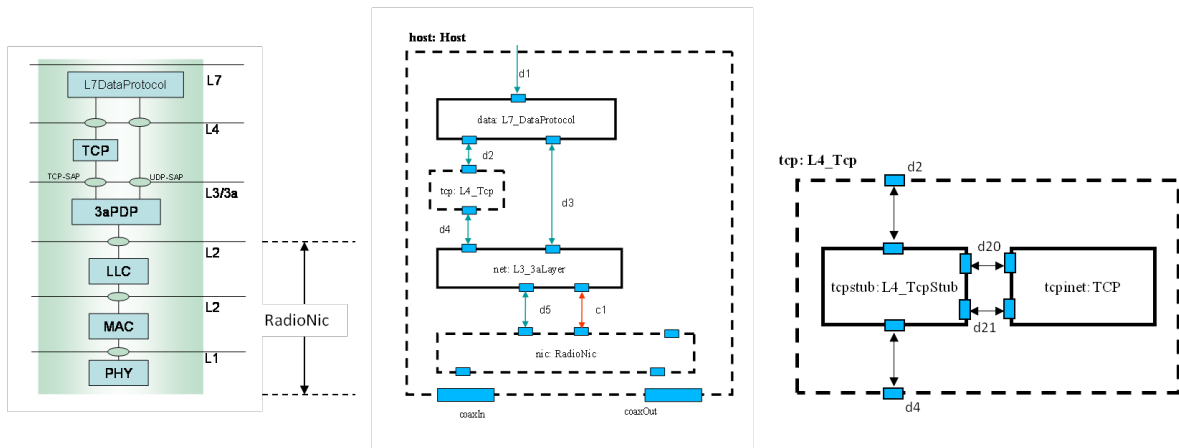 L7DataProtocol
L7
L4
TCP
TCP-SAP
UDP-SAP
L3/3a
3aPDP
L2
LLC
RadioNic
L2
MAC
L1
PHY
host: Host
d1
data: L7_DataProtocol
d2
tcp: L4_Tcp
d3
d4
net: L3_3aLayer
d5
c1
nic: RadioNic
coaxIn
coaxOut
tcp: L4_Tcp
d2
d20
tcpstub: L4_TcpStub
tcpinet: TCP
d21
d4